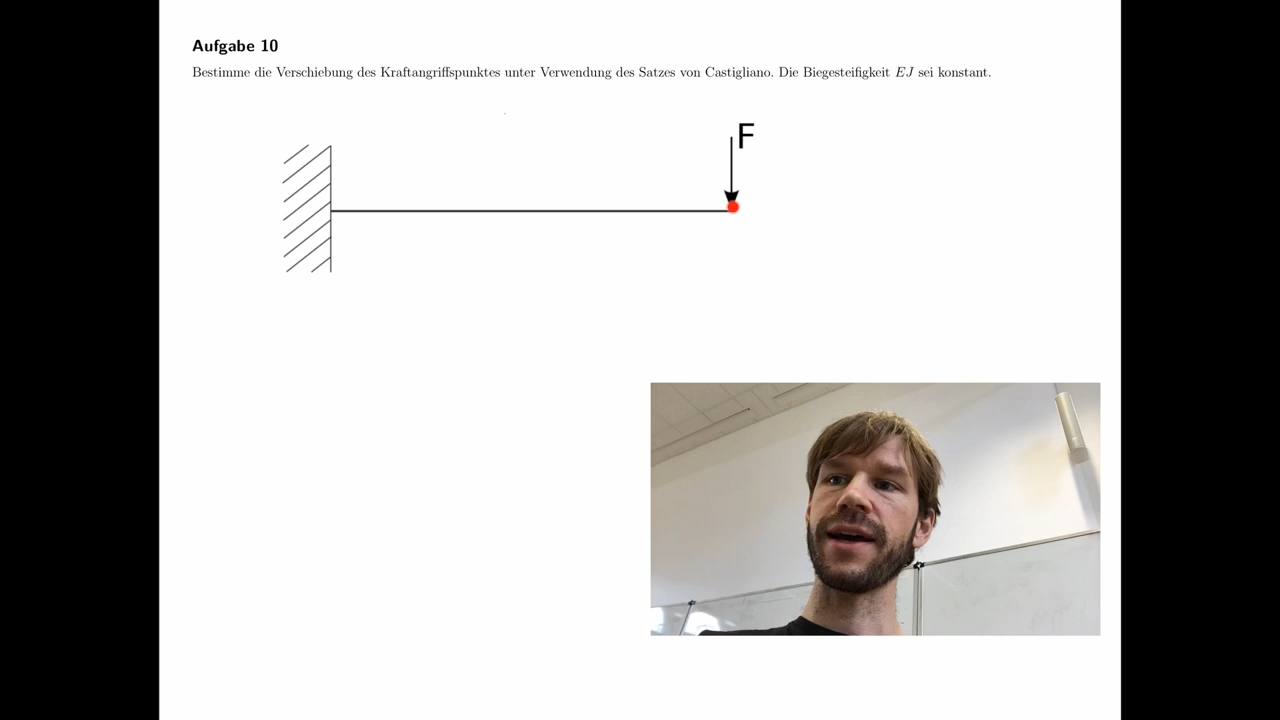 Aufgabe 10
Bestimme die Verschiebung des Kraftangriffspunktes unter Verwendung des Satzes von Castigliano. Die Biegesteifigkeit EJ sei konstant.
F